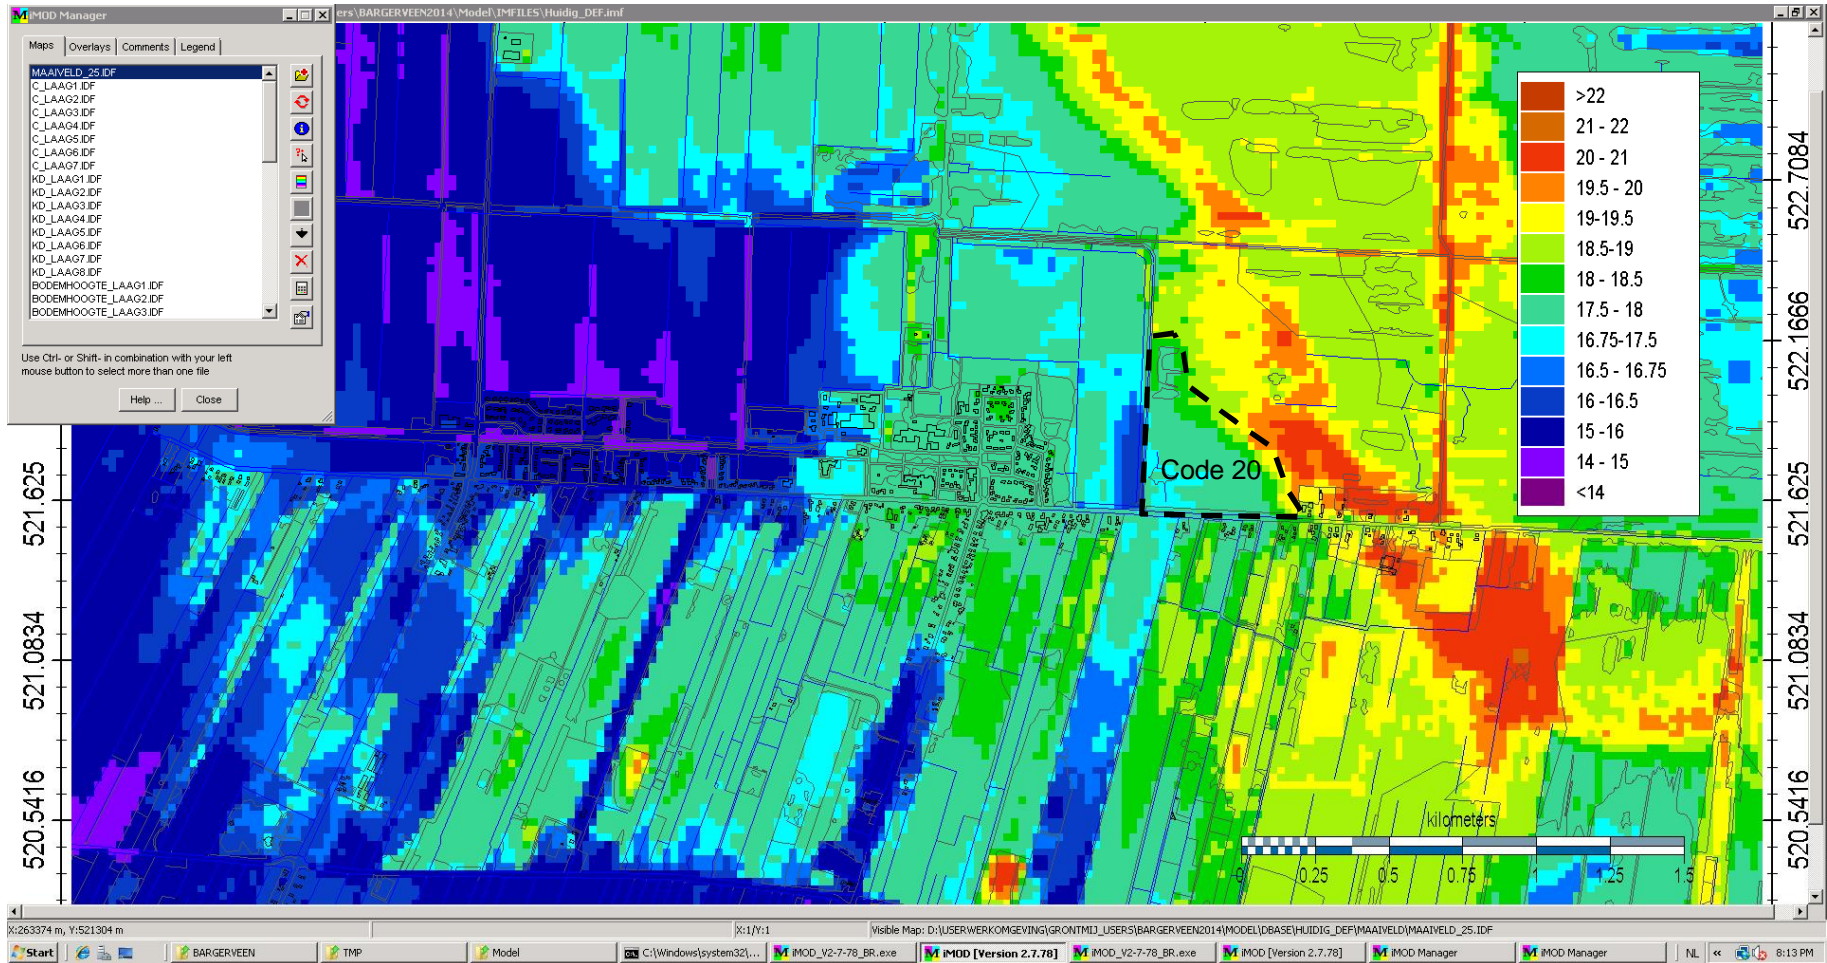 iMOD Manager
ers\BARGERVEEN2014\Model\IMFILES\Huidig_DEF.imf
Maps Overlays Comments Legend
MAAIVELD_25.IDF
C_LAAG1.IDF
C_LAAG2.IDF
C_LAAG3.IDF
C_LAAG4.IDF
C_LAAG5.IDF
C_LAAG6.IDF
C_LAAG7.IDF
KD_LAAG1.IDF
KD_LAAG2.IDF
KD_LAAG3.IDF
KD_LAAG4.IDF
KD_LAAG5.IDF
KD_LAAG6.IDF
KD_LAAG7.IDF
KD_LAAG8.IDF
BODEMHOOGTE_LAAG1.IDF
BODEMHOOGTE_LAAG2.IDF
BODEMHOOGTE_LAAG3.IDF
Use Ctrl- or Shift- in combination with your left
mouse button to select more than one file
Help ... Close
>22
21 - 22
20 - 21
19.5 - 20
19-19.5
18.5-19
18 - 18.5
17.5 - 18
16.75-17.5
16.5 - 16.75
16 -16.5
15 -16
14 - 15
<14
522.7084
522.1666
521.625
521.0834
520.5416
521.625
521.0834
520.5416
Code 20
kilometers
0 0.25 0.5 0.75 1 1.25 1.5
X:263374 m, Y:521304 m
X:1/Y:1
Visible Map: D:\USERWERKOMGEVING\GRONTMIJ_USERS\BARGERVEEN2014\MODEL\DBASE\HUIDIG_DEF\MAAIVELD\MAAIVELD_25.IDF
Start BARGERVEEN TMP Model C:\Windows\system32\... iMOD_V2-7-78_BR.exe iMOD [Version 2.7.78] iMOD_V2-7-78_BR.exe iMOD [Version 2.7.78] iMOD Manager iMOD Manager NL « 8:13 PM